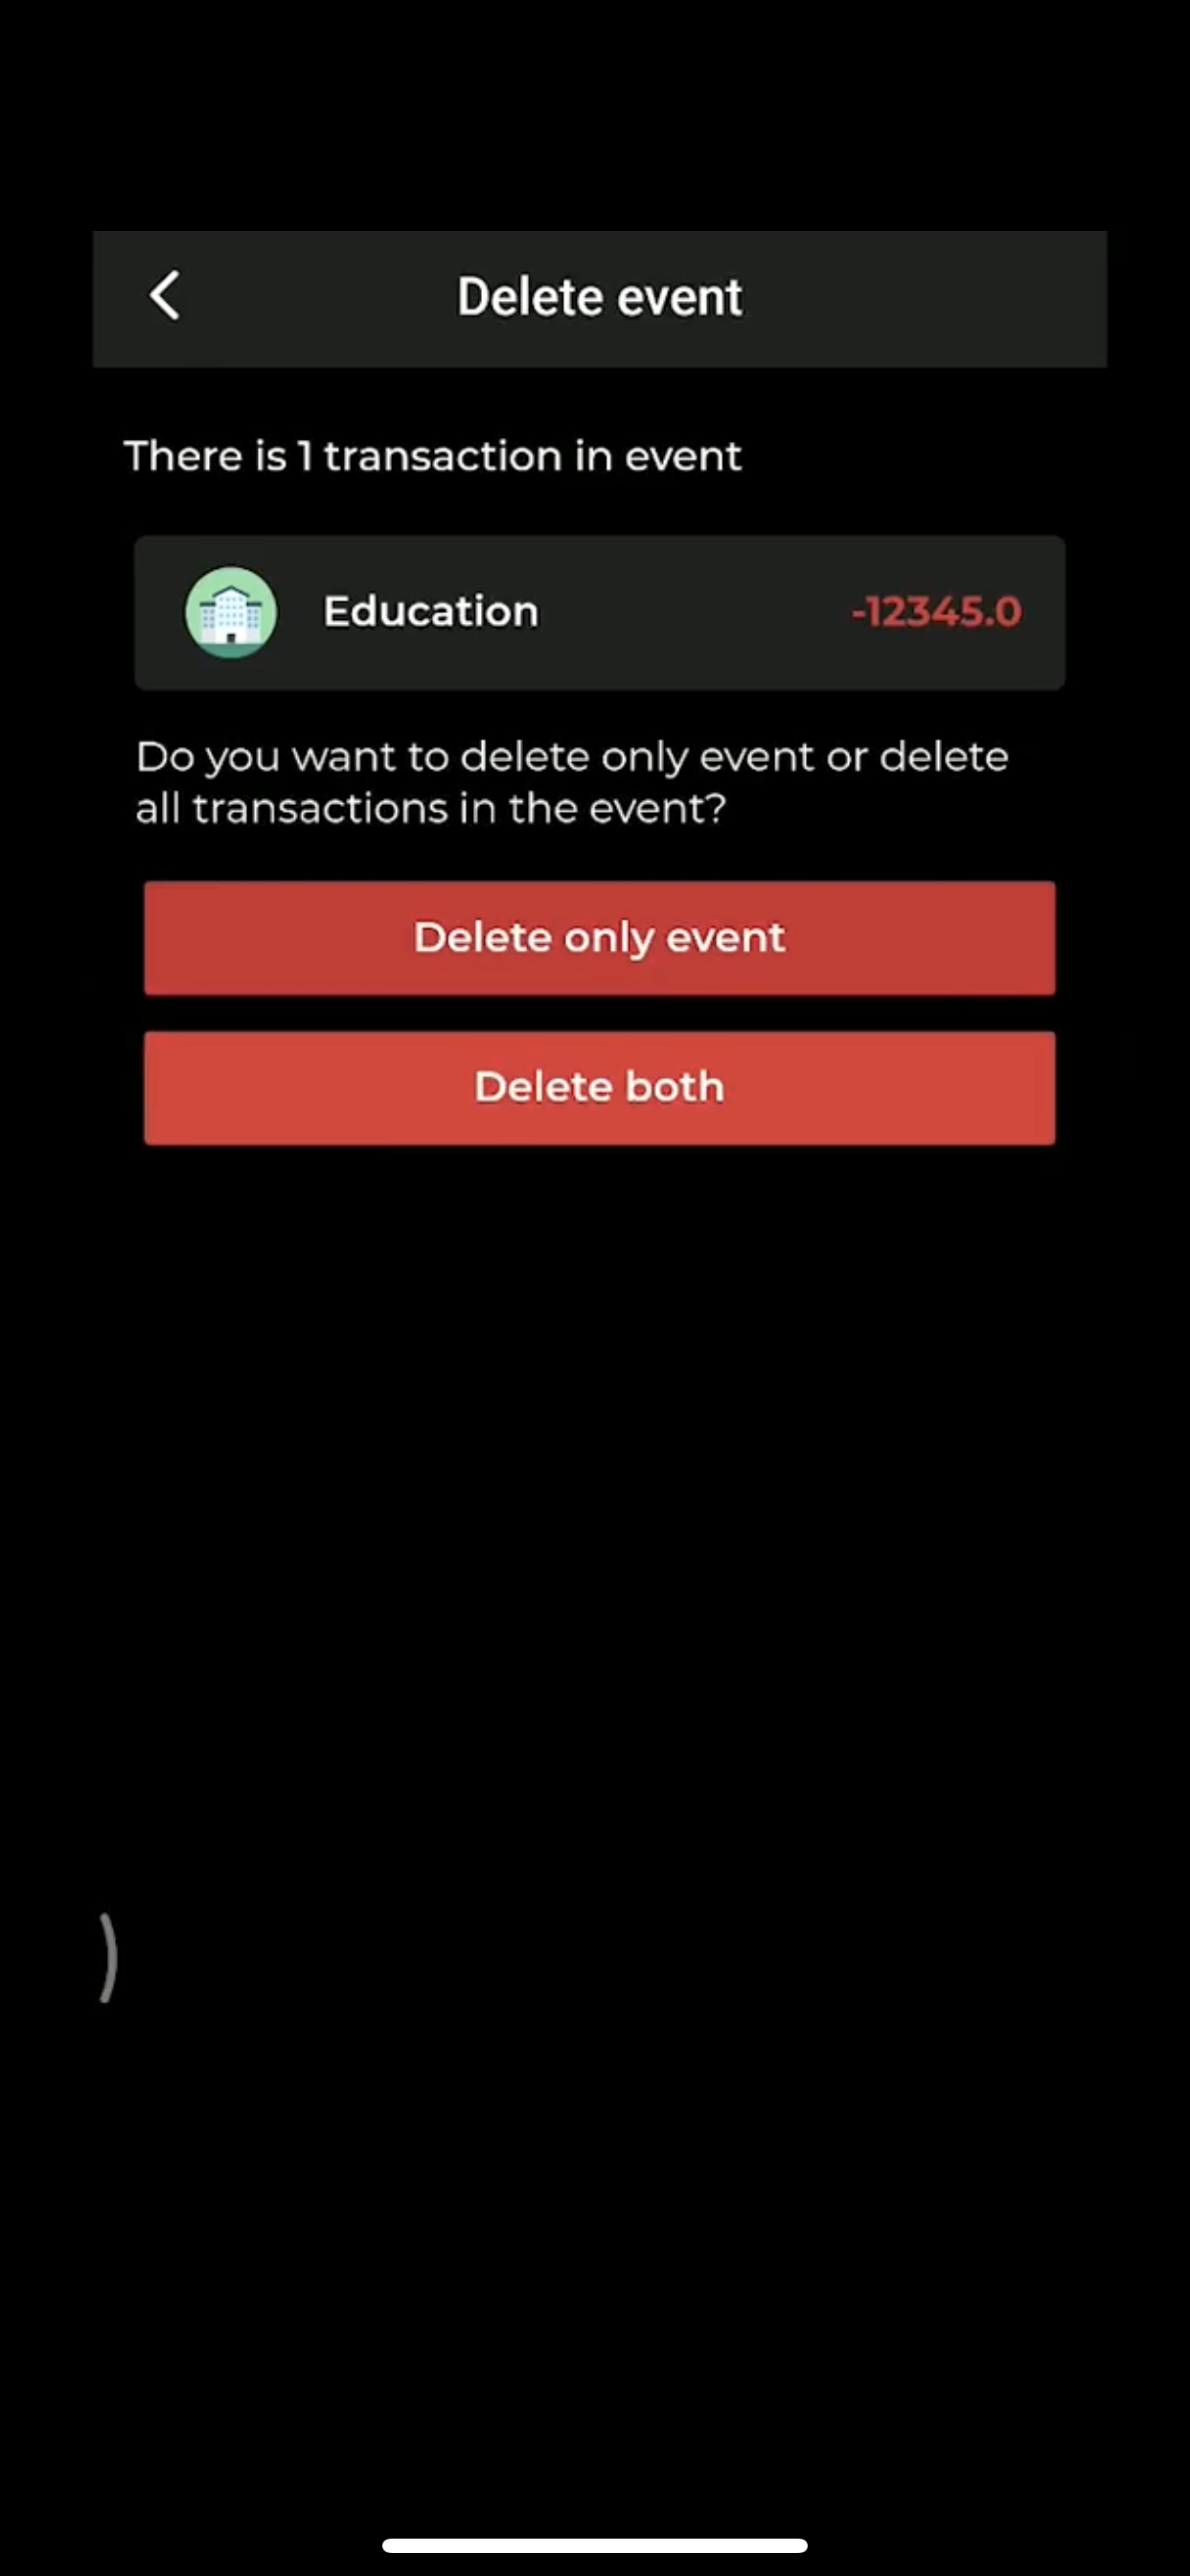 Delete event
There is 1 transaction in event
Education -12345.0
Do you want to delete only event or delete
all transactions in the event?
Delete only event
Delete both